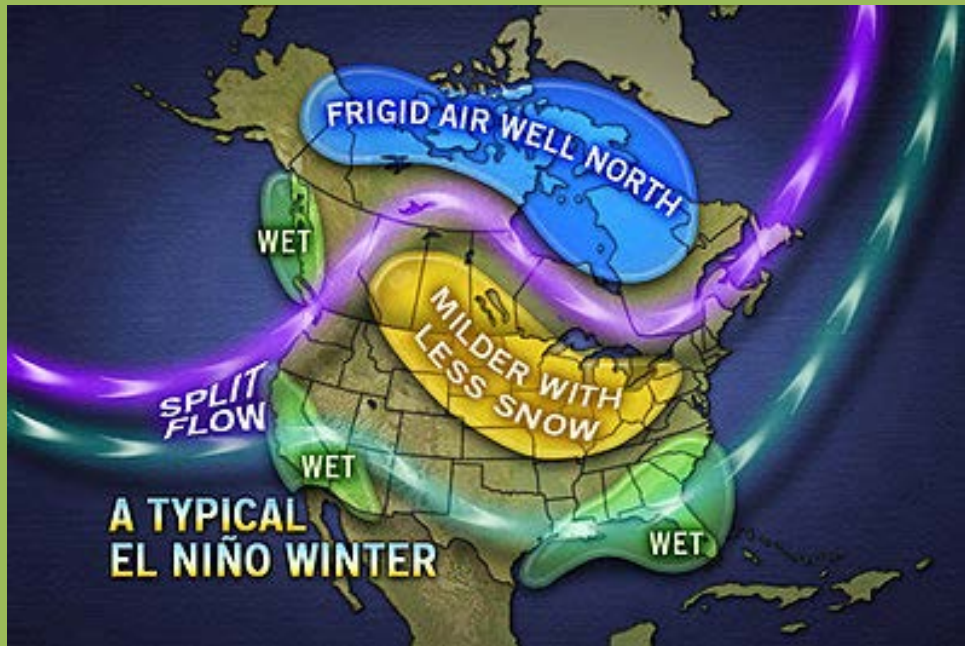 FRIGID AIR WELL NORTH
WET
MILDER WITH
LESS SNOW
SPLIT
FLOW
WET
WET
A TYPICAL
EL NIÑO WINTER